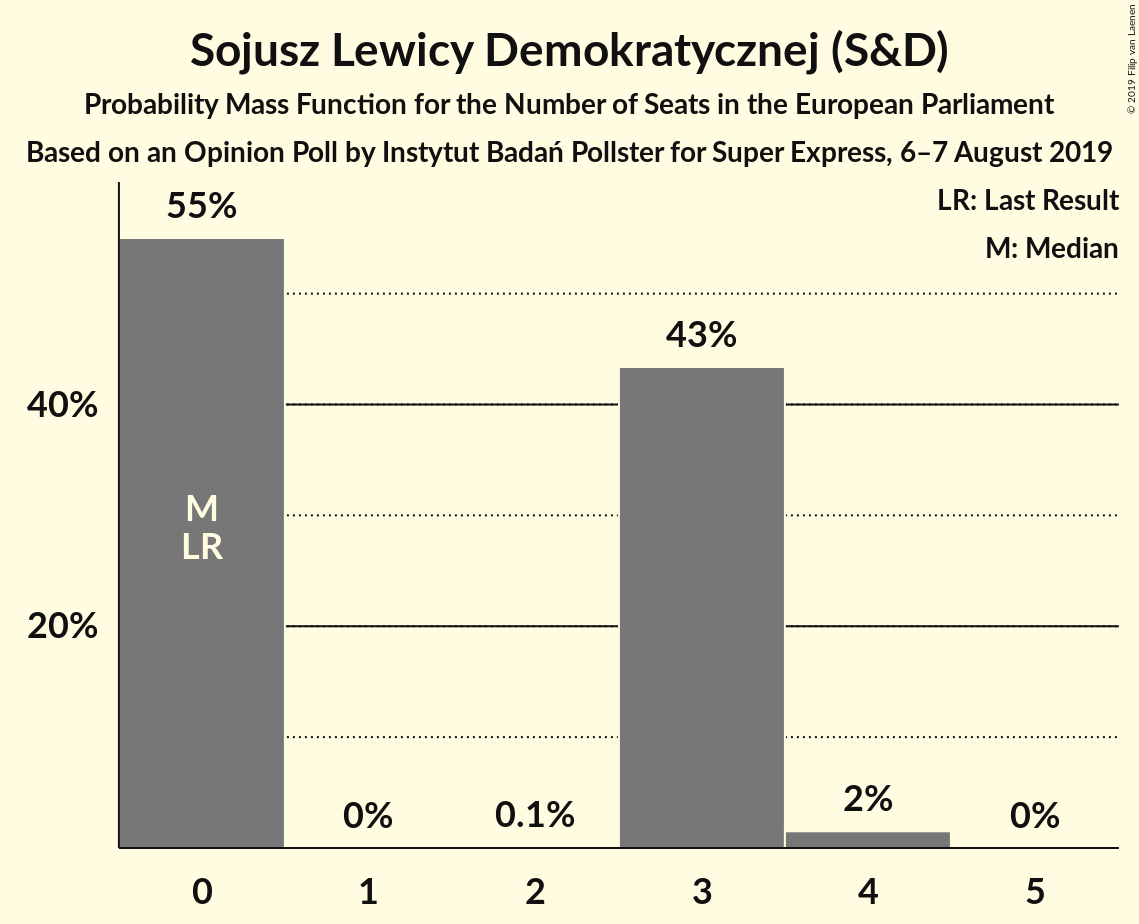 Sojusz Lewicy Demokratycznej (S&D)
Probability Mass Function for the Number of Seats in the European Parliament
Based on an Opinion Poll by Instytut Badań Pollster for Super Express, 6–7 August 2019
© 2019 Filip van Laenen
LR: Last Result
M: Median
55%
43%
40%
M
LR
20%
0%
0.1%
2%
0%
0
1
2
3
4
5